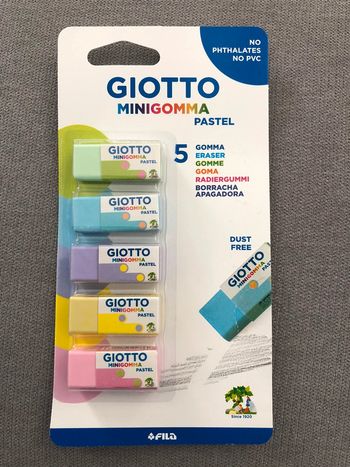 NO
PHTHALATES
NO PVC
GIOTTO
MINIGOMMA
PASTEL
5
GOMMA
ERASER
GOMME
GOMA
RADIERGUMMI
BORRACHA
APAGADORA
GIOTTO
MINIGOMMA
PASTEL
GIOTTO
MINIGOMMA
PASTEL
GIOTTO
MINIGOMMA
PASTEL
GIOTTO
MINIGOMMA
PASTEL
GIOTTO
MINIGOMMA
PASTEL
DUST
FREE
GIOTTO
MINIGOMMA
Since 1920
FILA